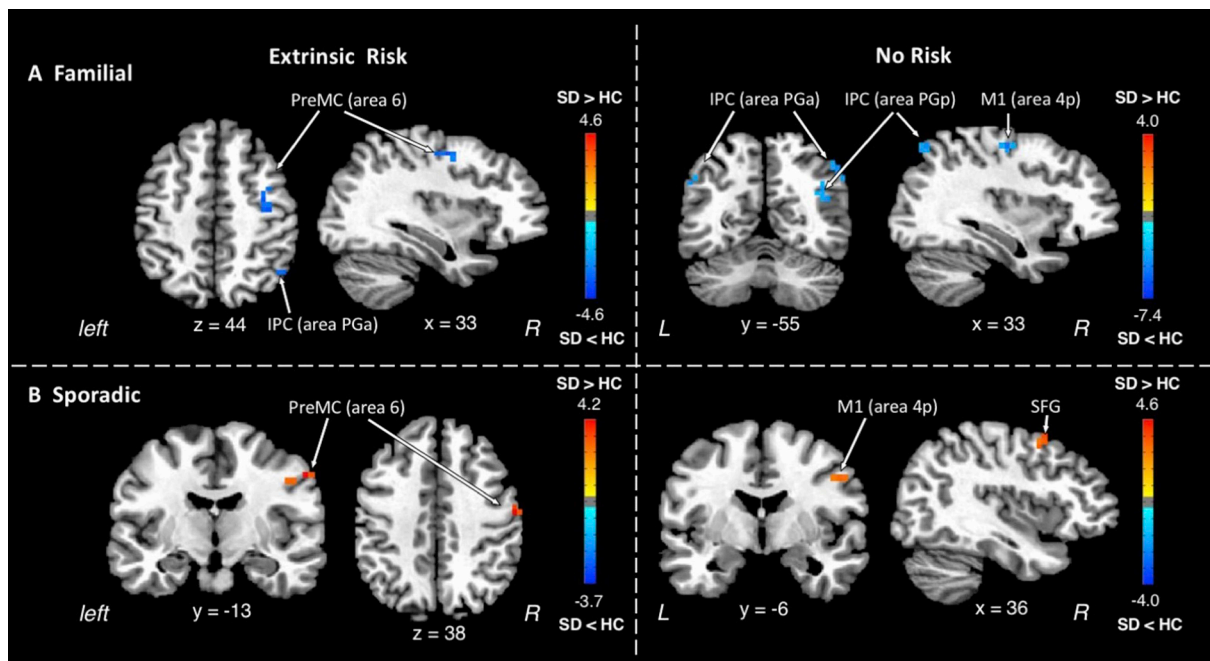 A Familial
Extrinsic Risk
PreMC (area 6)
SD > HC
4.6
-4.6
SD < HC
left
z = 44
IPC (area PGa)
x = 33
R
No Risk
IPC (area PGa)
IPC (area PGp)
M1 (area 4p)
SD > HC
4.0
-7.4
SD < HC
L
y = -55
x = 33
R
B Sporadic
PreMC (area 6)
SD > HC
4.2
-3.7
SD < HC
left
y = -13
z = 38
R
M1 (area 4p)
SFG
SD > HC
4.6
-4.0
SD < HC
L
y = -6
x = 36
R